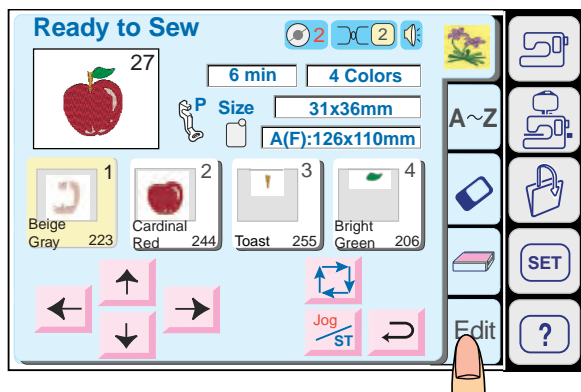 Ready to Sew
2
2
27
6 min
4 Colors
P
Size
31x36mm
A(F):126x110mm
A~Z
1
Beige
Gray 223
2
Cardinal
Red 244
3
Toast 255
4
Bright
Green 206
Jog
ST
Edit
SET
?